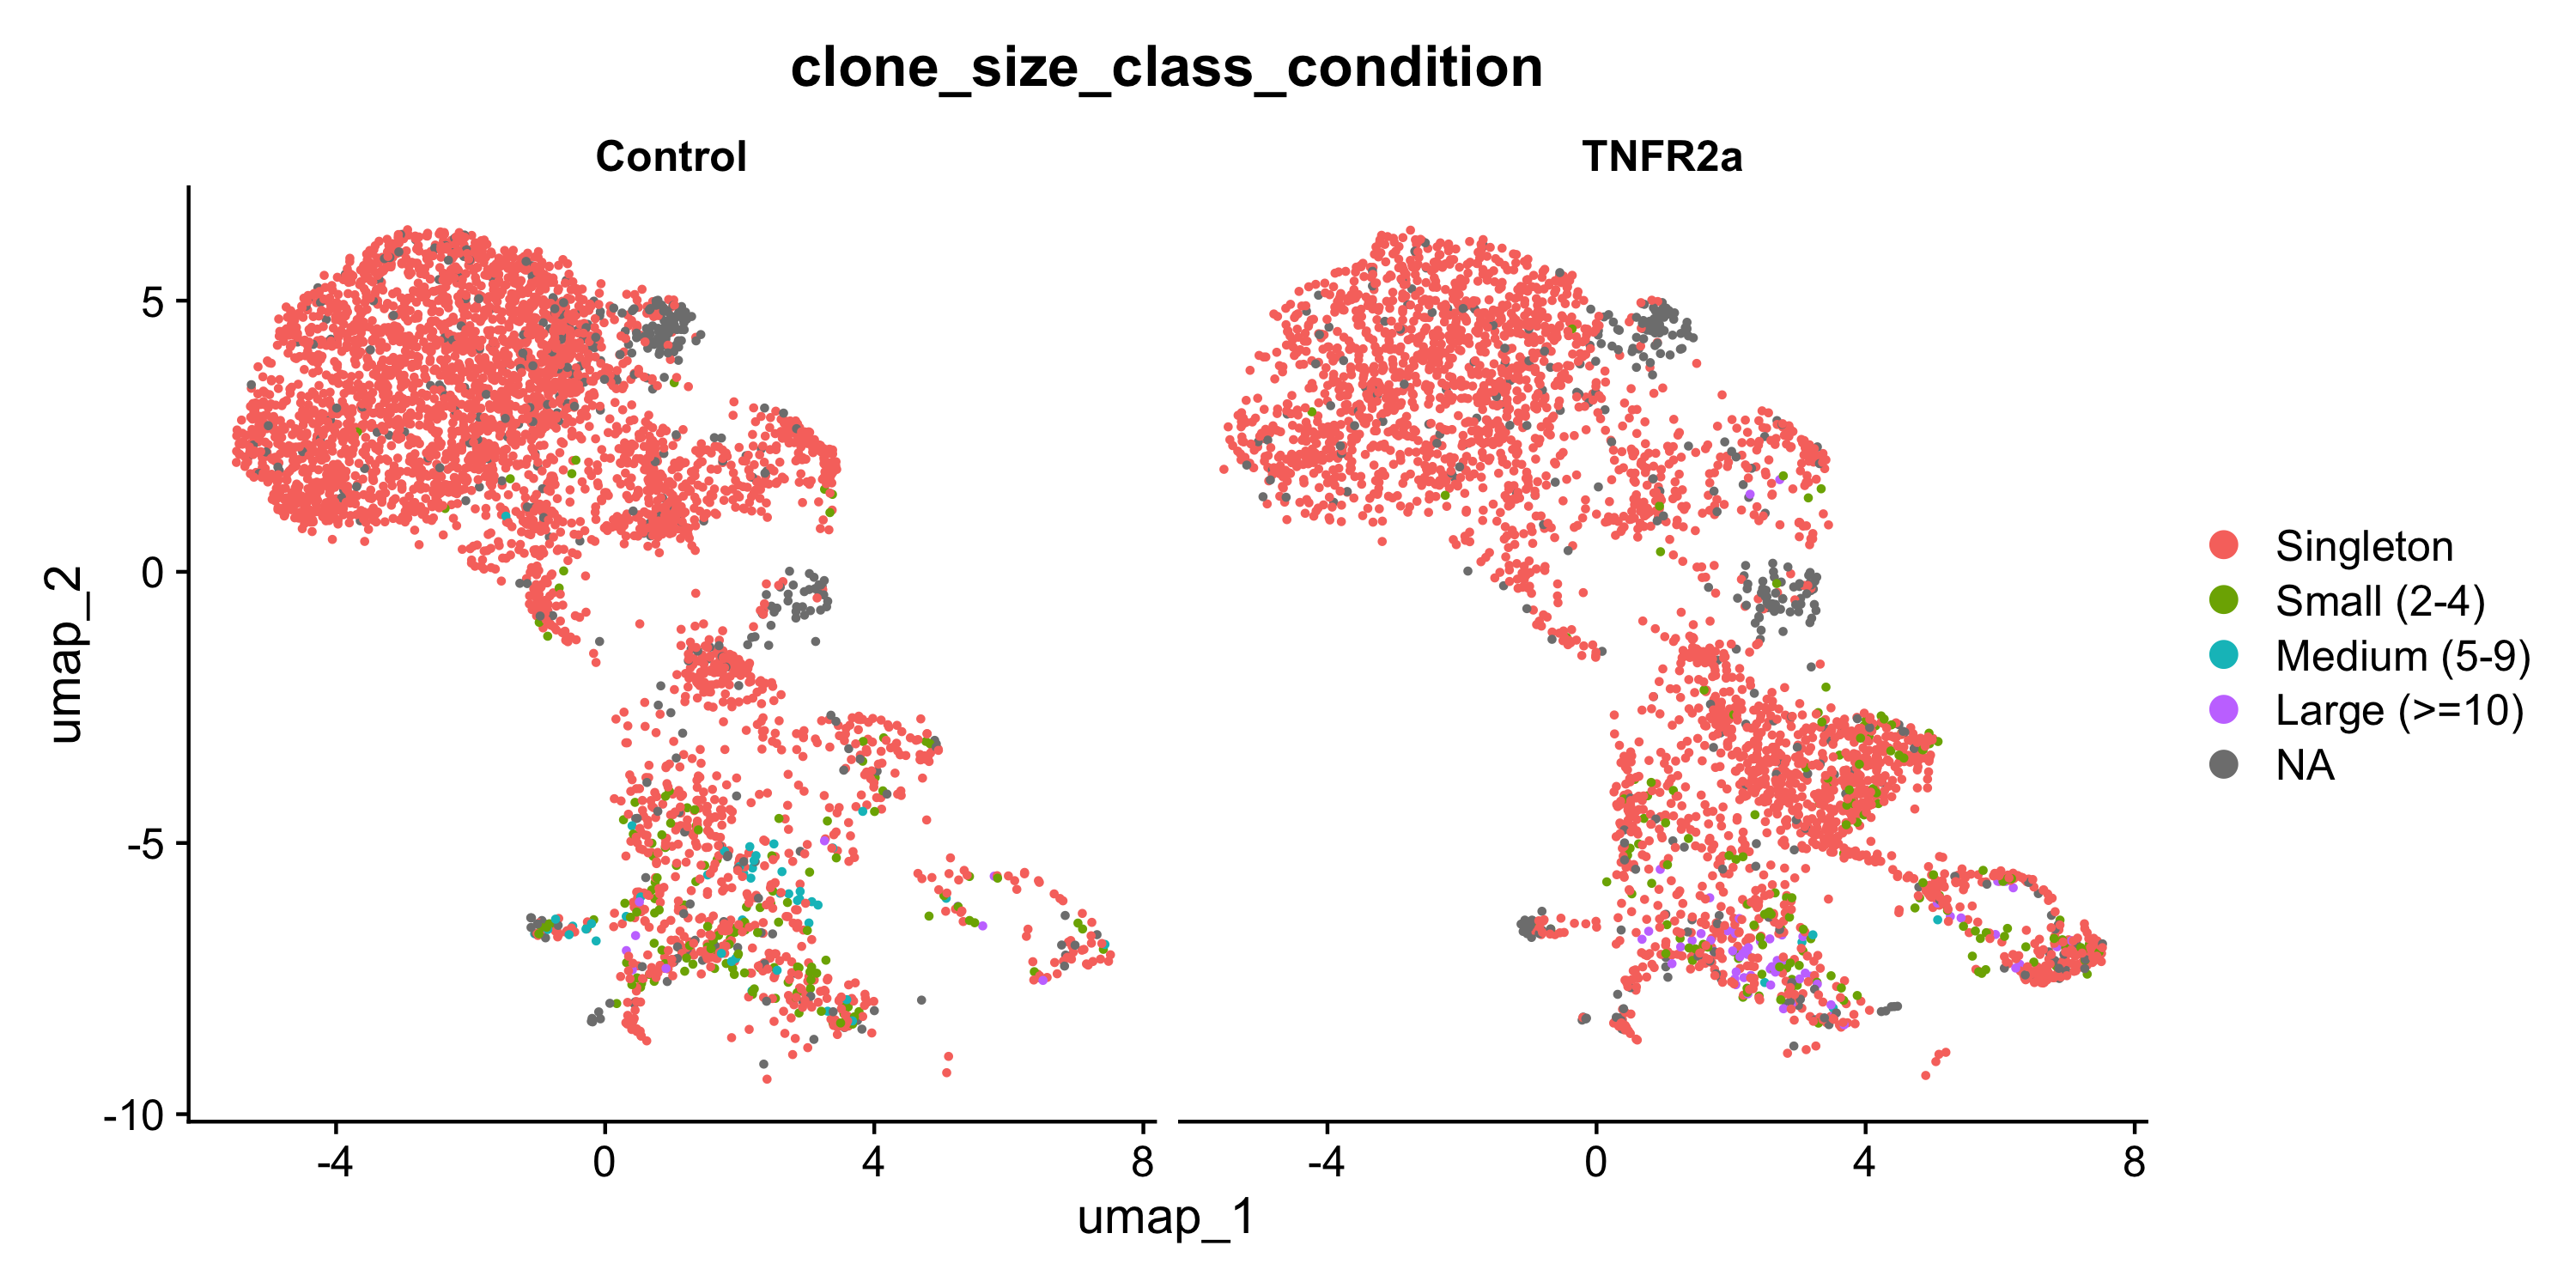 clone_size_class_condition
Control
TNFR2a
5
0
-5
-10
umap_2
-4
0
4
8
-4
0
4
8
umap_1
Singleton
Small (2-4)
Medium (5-9)
Large (>=10)
NA